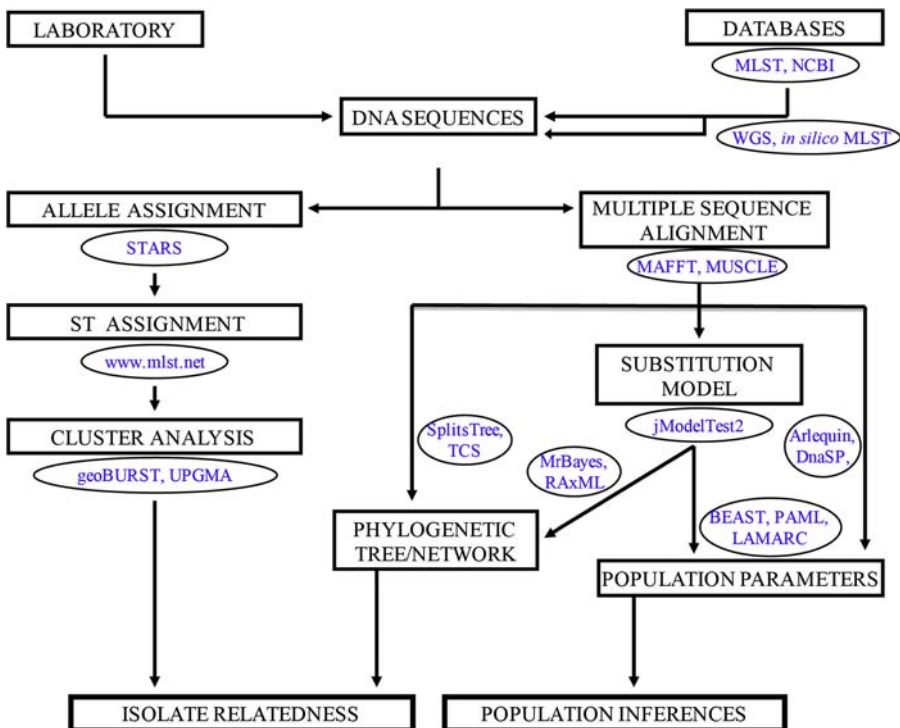 LABORATORY
DATABASES
MLST, NCBI
DNA SEQUENCES
WGS, in silico MLST
ALLELE ASSIGNMENT
STARS
MULTIPLE SEQUENCE
ALIGNMENT
MAFFT, MUSCLE
ST ASSIGNMENT
www.mlst.net
SUBSTITUTION
MODEL
jModelTest2
CLUSTER ANALYSIS
geoBURST, UPGMA
SplitsTree,
TCS
MrBayes,
RAxML
Arlequin,
DnaSP,
BEAST, PAML,
LAMARC
PHYLOGENETIC
TREE/NETWORK
POPULATION PARAMETERS
ISOLATE RELATEDNESS
POPULATION INFERENCES